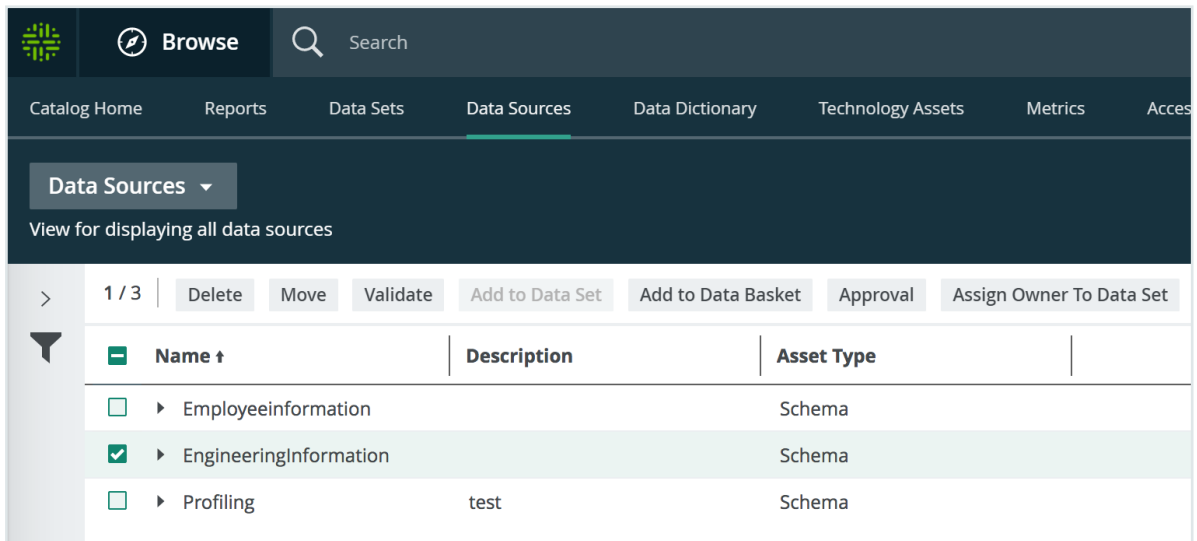 Browse Search
Catalog Home Reports Data Sets Data Sources Data Dictionary Technology Assets Metrics Acces
Data Sources
View for displaying all data sources
1 / 3 Delete Move Validate Add to Data Set Add to Data Basket Approval Assign Owner To Data Set
Name Description Asset Type
Employeeinformation Schema
EngineeringInformation Schema
Profiling test Schema